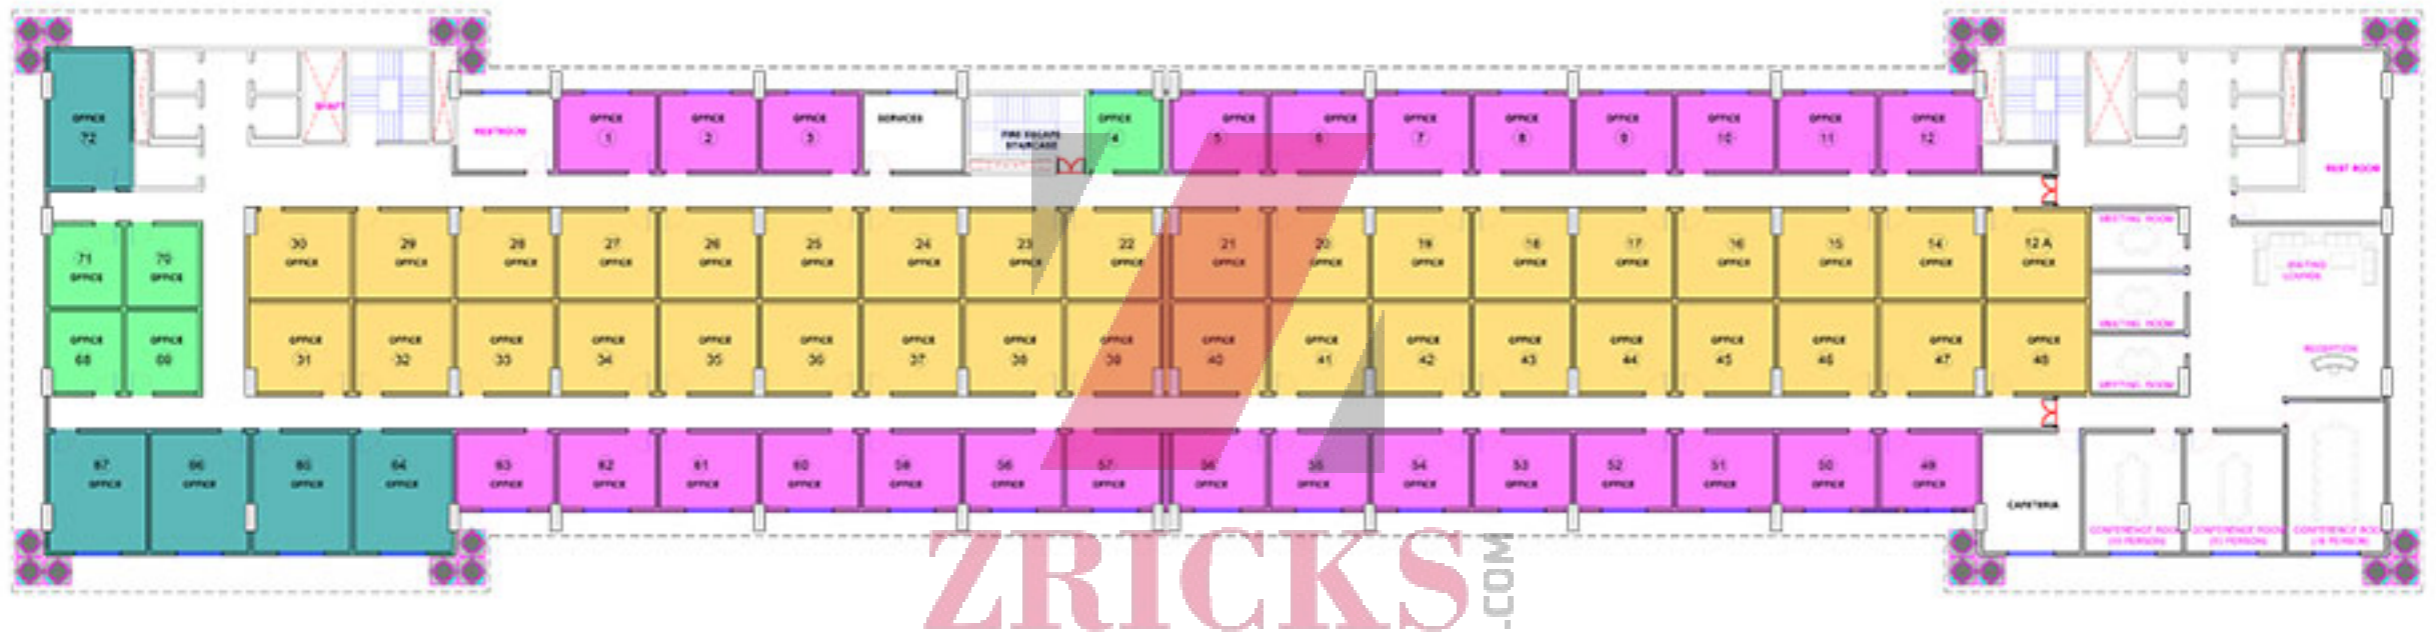 OFFICE
72
SHAFT
RESTROOM
OFFICE
1
OFFICE
2
OFFICE
3
SERVICES
FIRE ESCAPE
STAIRCASE
OFFICE
4
OFFICE
5
OFFICE
6
OFFICE
7
OFFICE
8
OFFICE
9
OFFICE
10
OFFICE
11
OFFICE
12
REST ROOM
71
OFFICE
70
OFFICE
30
OFFICE
29
OFFICE
28
OFFICE
27
OFFICE
26
OFFICE
25
OFFICE
24
OFFICE
23
OFFICE
22
OFFICE
21
OFFICE
20
OFFICE
19
OFFICE
18
OFFICE
17
OFFICE
16
OFFICE
15
OFFICE
14
OFFICE
12 A
OFFICE
MEETING ROOM
WAITING
LOUNGE
OFFICE
68
OFFICE
69
OFFICE
31
OFFICE
32
OFFICE
33
OFFICE
34
OFFICE
35
OFFICE
36
OFFICE
37
OFFICE
38
OFFICE
39
OFFICE
40
OFFICE
41
OFFICE
42
OFFICE
43
OFFICE
44
OFFICE
45
OFFICE
46
OFFICE
47
OFFICE
48
MEETING ROOM
MEETING ROOM
RECEPTION
67
OFFICE
66
OFFICE
65
OFFICE
64
OFFICE
63
OFFICE
62
OFFICE
61
OFFICE
60
OFFICE
OFFICE
OFFICE
57
OFFICE
56
OFFICE
55
OFFICE
54
OFFICE
53
OFFICE
52
OFFICE
51
OFFICE
50
OFFICE
49
OFFICE
CAFETERIA
CONFERENCE ROOM
PERSON)
CONFERENCE ROOM
PERSON)
CONFERENCE ROOM
PERSON)
ZRICKS
.COM